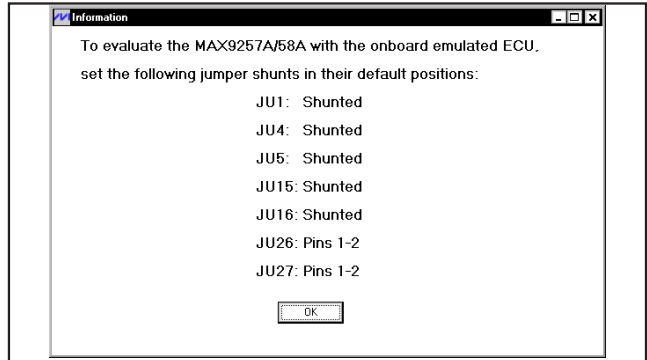 Information
To evaluate the MAX9257A/58A with the onboard emulated ECU,
set the following jumper shunts in their default positions:
JU1: Shunted
JU4: Shunted
JU5: Shunted
JU15: Shunted
JU16: Shunted
JU26: Pins 1-2
JU27: Pins 1-2
OK